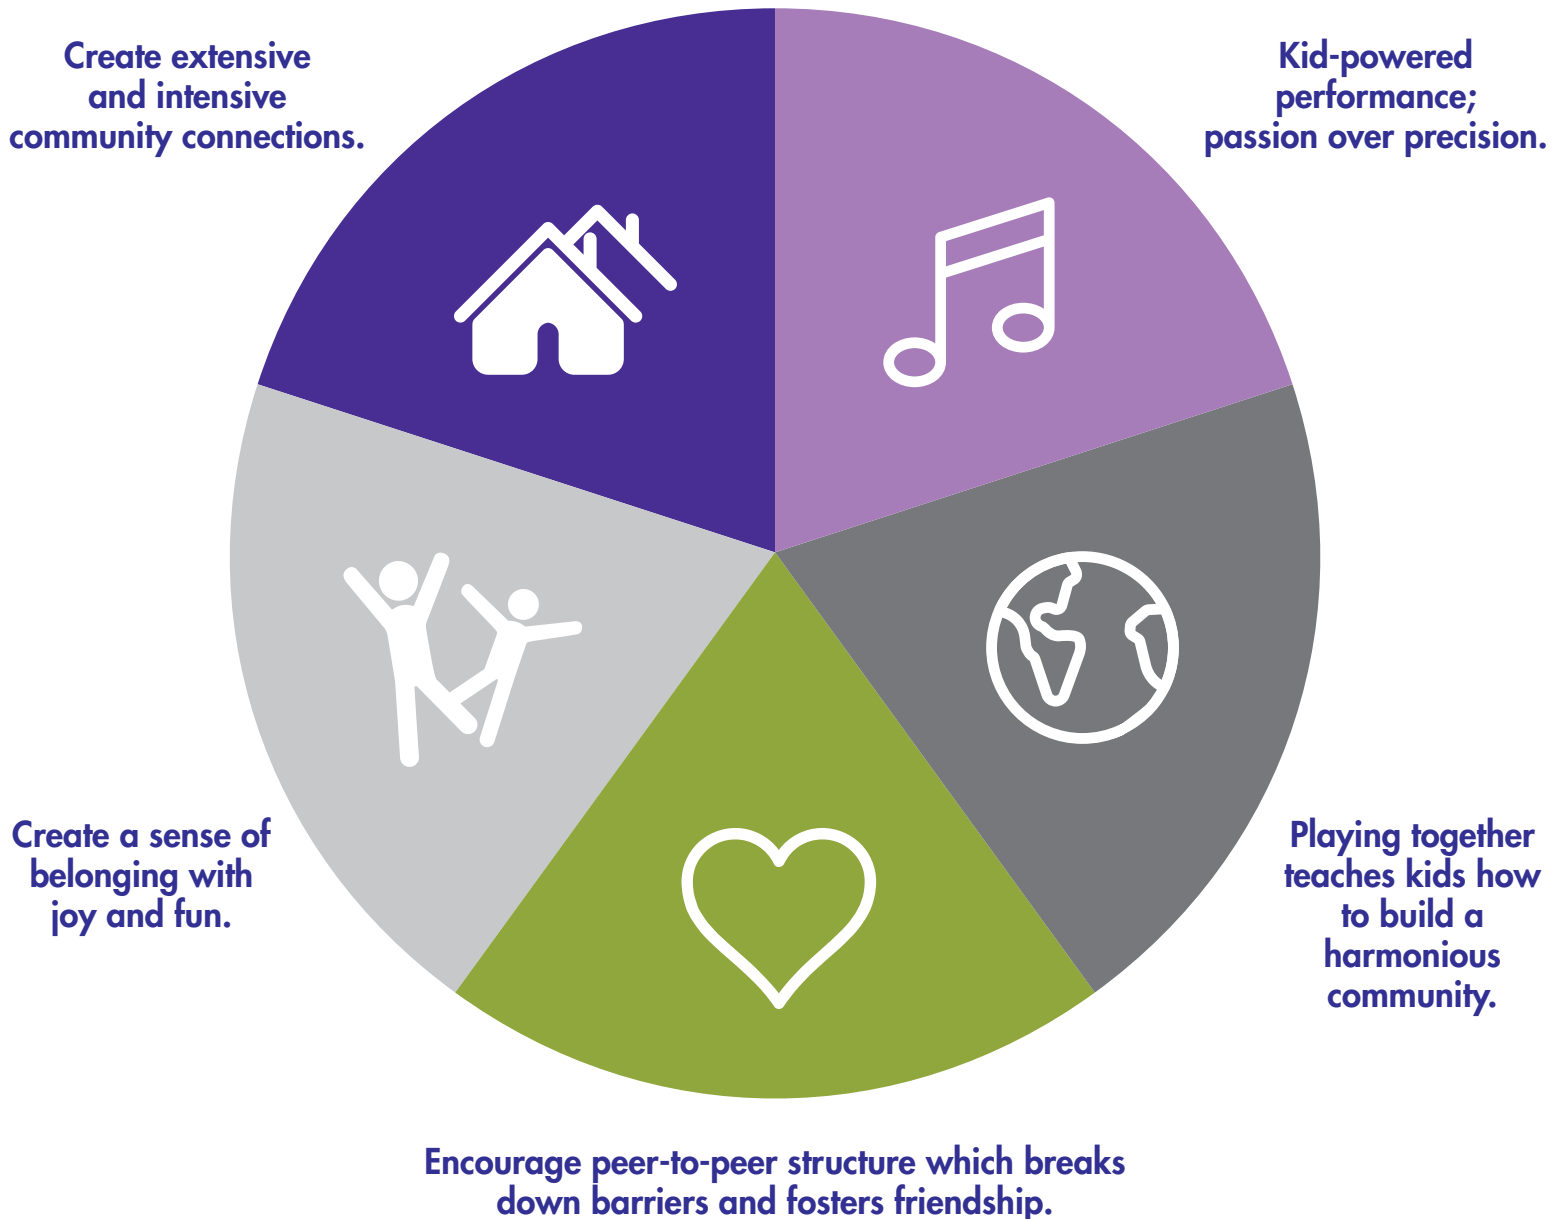 Create extensive
and intensive
community connections.
Kid-powered
performance;
passion over precision.
Create a sense of
belonging with
joy and fun.
Playing together
teaches kids how
to build a
harmonious
community.
Encourage peer-to-peer structure which breaks
down barriers and fosters friendship.